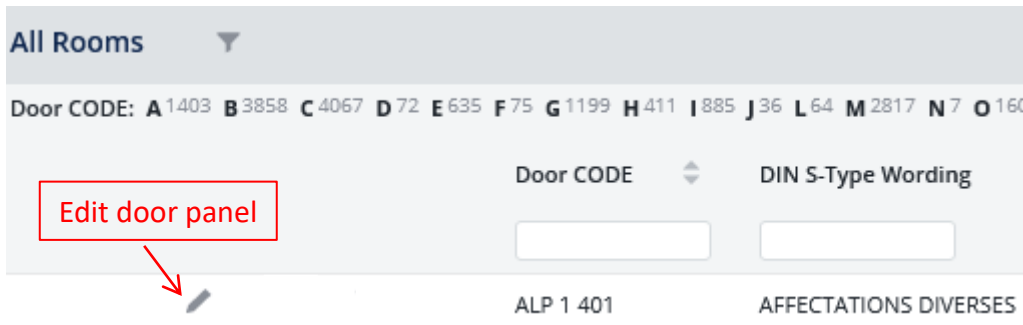 All Rooms
Door CODE: A 1403 B 3858 C 4067 D 72 E 635 F 75 G 1199 H 411 I 885 J 36 L 64 M 2817 N 7 O 160
Door CODE DIN S-Type Wording
Edit door panel
ALP 1 401 AFFECTATIONS DIVERSES